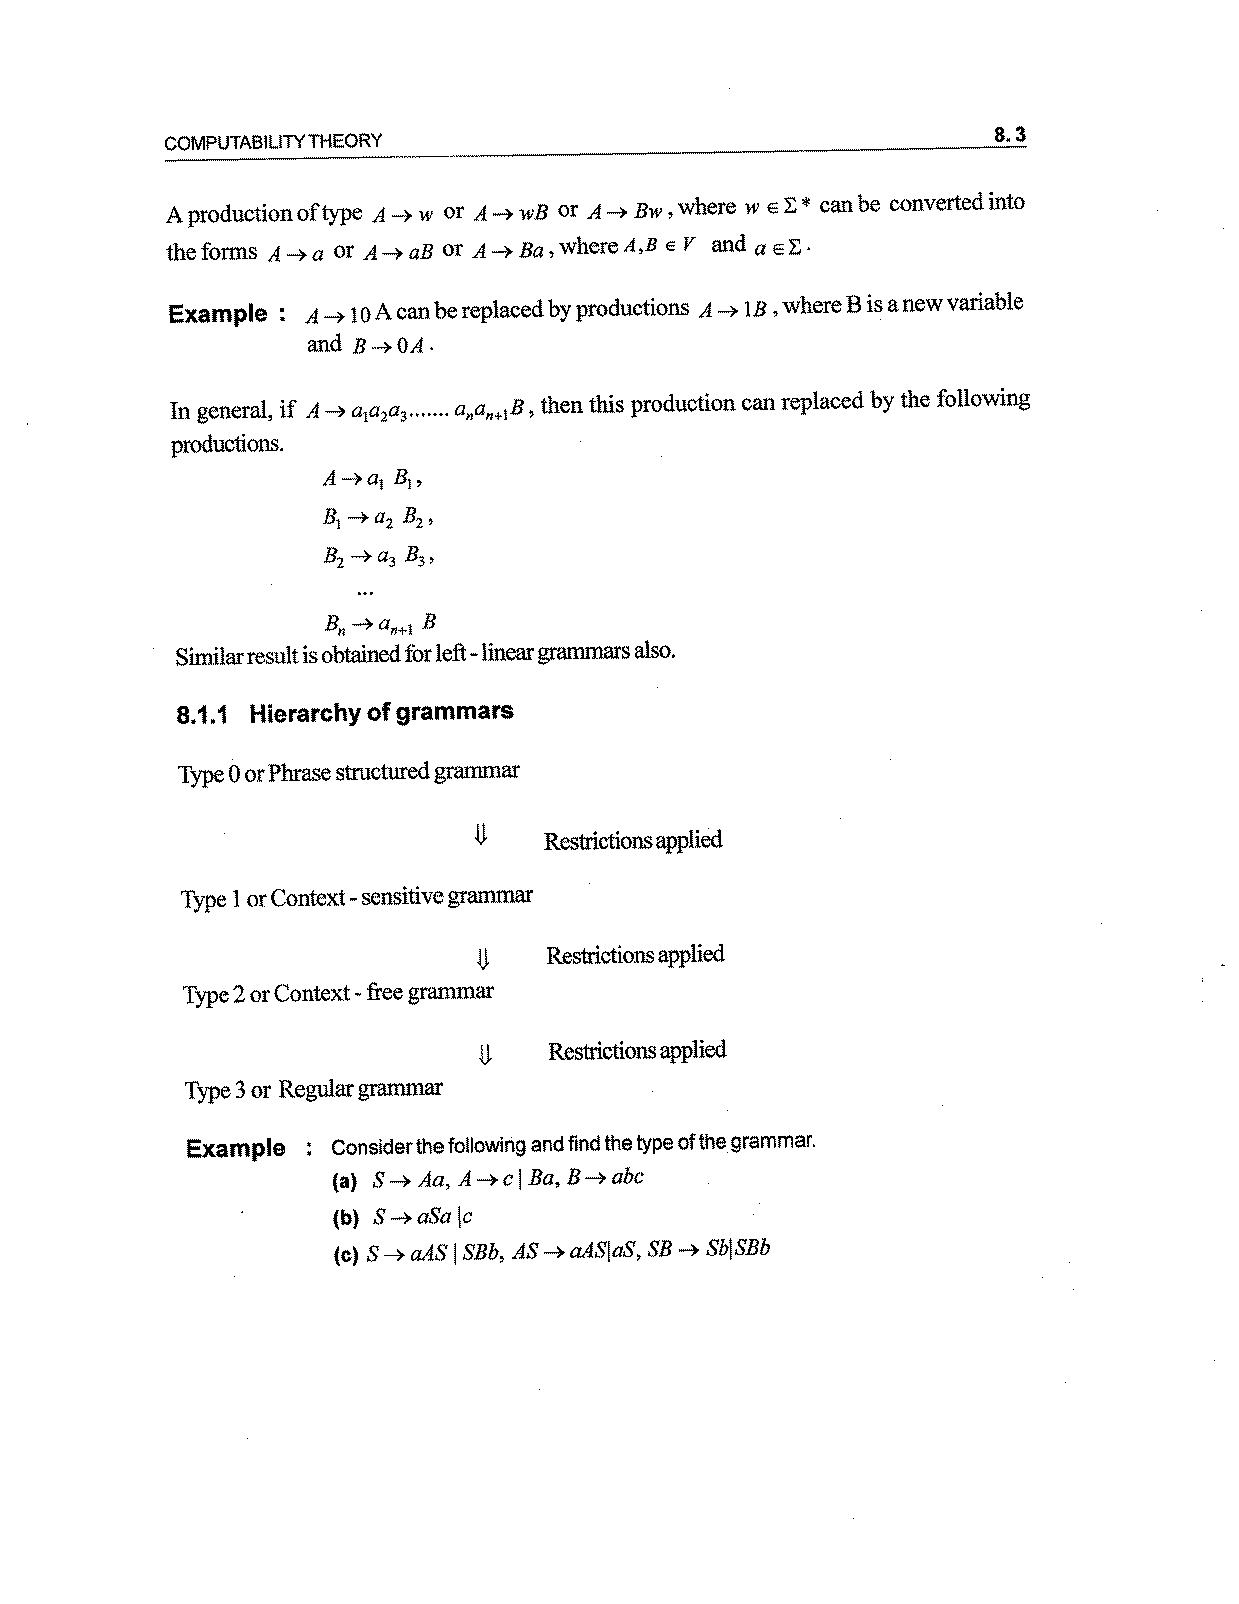 COMPUTABILITY THEORY 8.3
A production of type A → w or A → wB or A → Bw , where w ∈ Σ * can be converted into
the forms A → a or A → aB or A → Ba , where A,B ∈ V and a ∈ Σ .
Example : A → 10 A can be replaced by productions A → 1B , where B is a new variable
and B → 0A .
In general, if A → a₁a₂a₃....... aₙaₙ₊₁B , then this production can replaced by the following
productions.
A → a₁ B₁ ,
B₁ → a₂ B₂ ,
B₂ → a₃ B₃ ,
...
Bₙ → aₙ₊₁ B
Similar result is obtained for left - linear grammars also.
8.1.1 Hierarchy of grammars
Type 0 or Phrase structured grammar
⇓ Restrictions applied
Type 1 or Context - sensitive grammar
⇓ Restrictions applied
Type 2 or Context - free grammar
⇓ Restrictions applied
Type 3 or Regular grammar
Example : Consider the following and find the type of the grammar.
(a) S → Aa, A → c | Ba, B → abc
(b) S → aSa |c
(c) S → aAS | SBb, AS → aAS|aS, SB → Sb|SBb